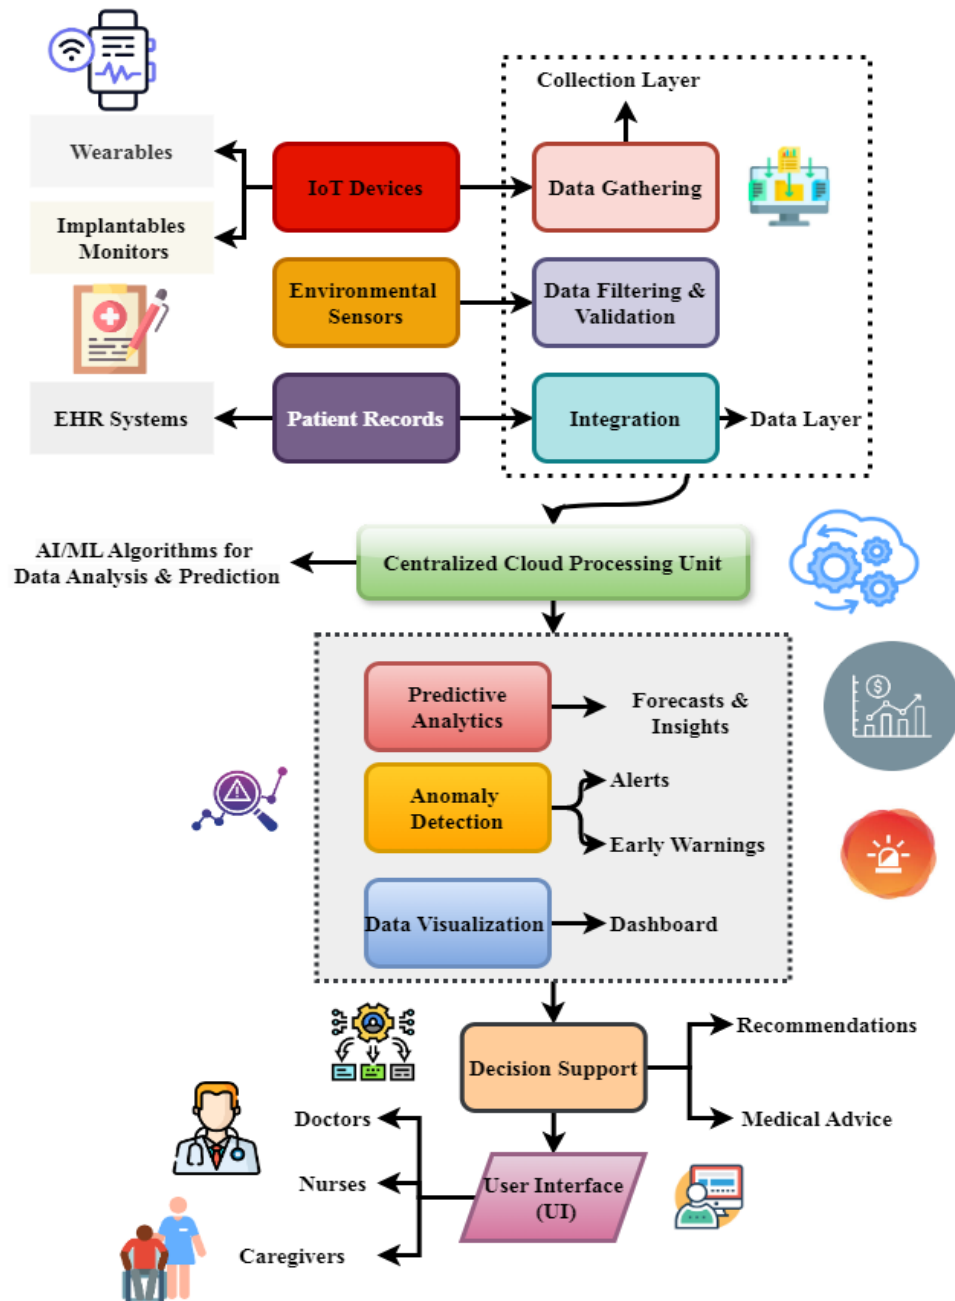 Collection Layer
Wearables
IoT Devices
Data Gathering
Implantables
Monitors
Environmental
Sensors
Data Filtering &
Validation
EHR Systems
Patient Records
Integration
Data Layer
AI/ML Algorithms for
Data Analysis & Prediction
Centralized Cloud Processing Unit
Predictive
Analytics
Forecasts &
Insights
$
Anomaly
Detection
Alerts
Early Warnings
Data Visualization
Dashboard
Decision Support
Recommendations
Medical Advice
Doctors
Nurses
Caregivers
User Interface
(UI)